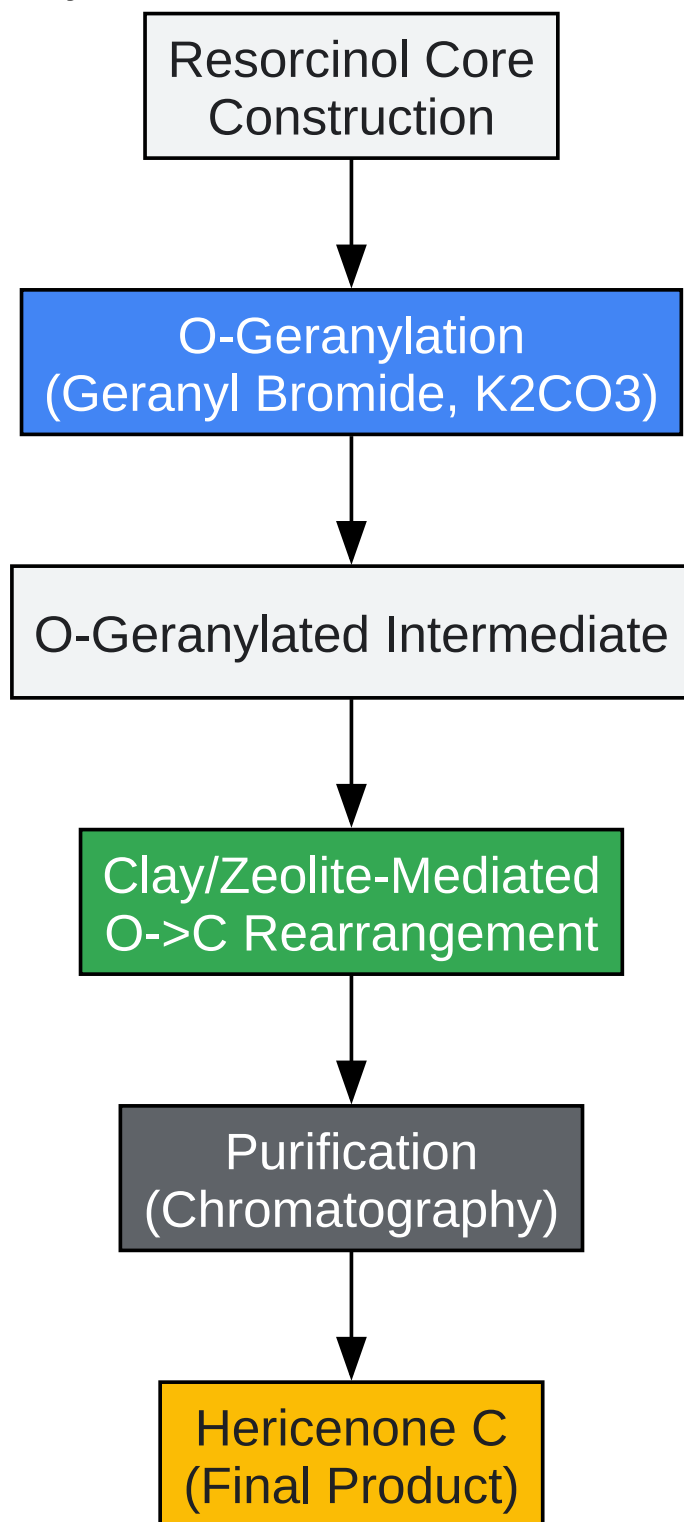 Resorcinol Core
Construction
O-Geranylation
(Geranyl Bromide, K2CO3)
O-Geranylated Intermediate
Clay/Zeolite-Mediated
O->C Rearrangement
Purification
(Chromatography)
Hericenone C
(Final Product)